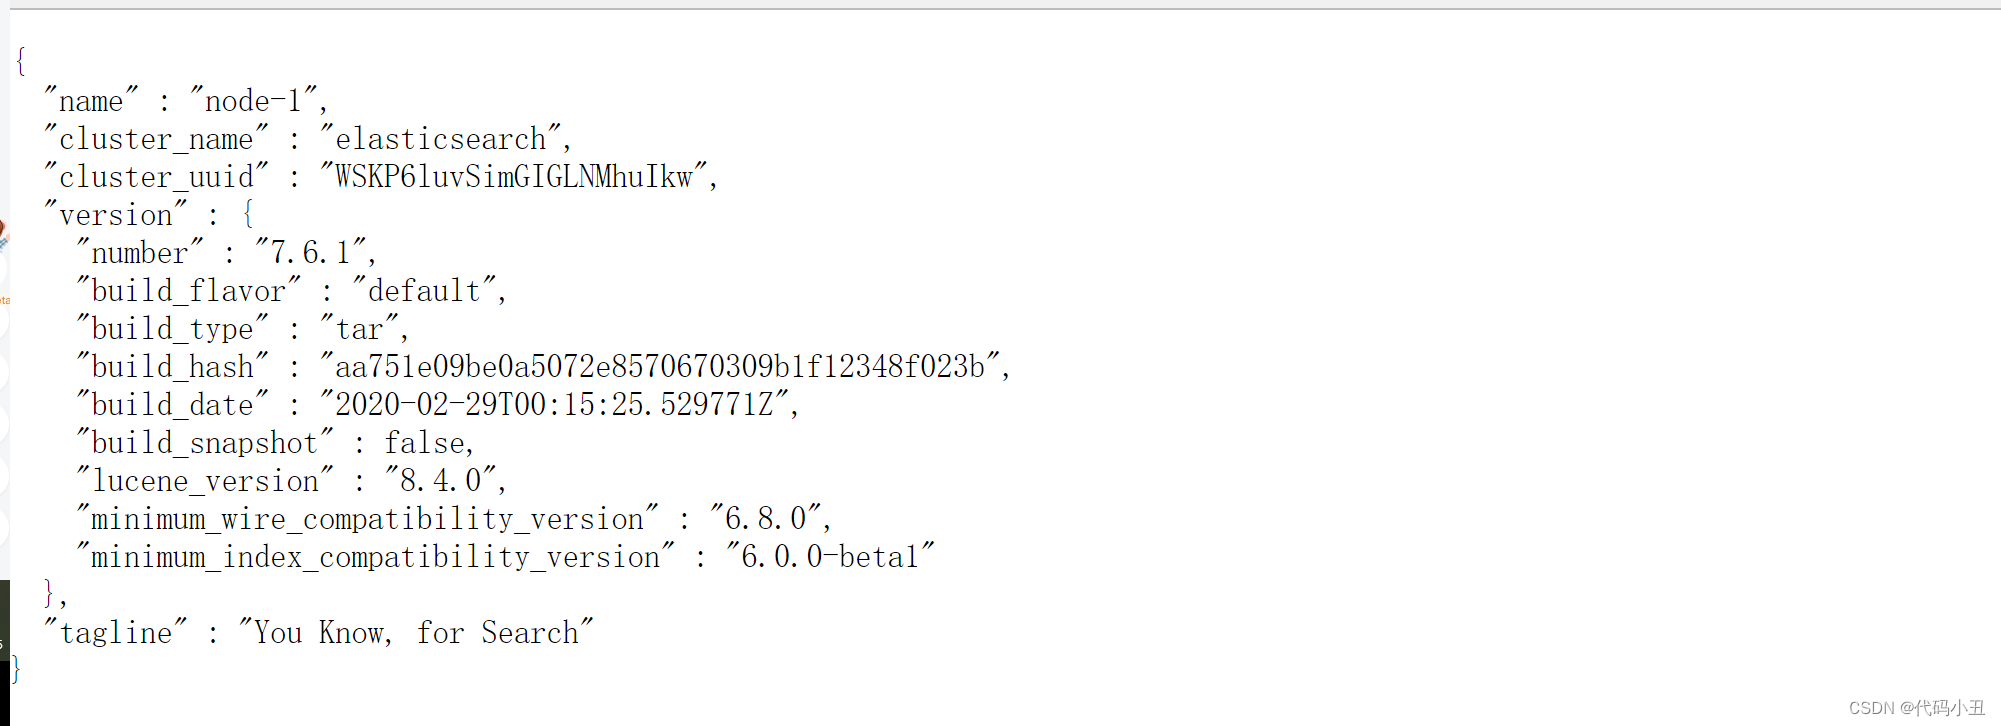 {
"name" : "node-1",
"cluster_name" : "elasticsearch",
"cluster_uuid" : "WSKP6luvSimGIGLNMhuIkw",
"version" : {
"number" : "7.6.1",
"build_flavor" : "default",
"build_type" : "tar",
"build_hash" : "aa751e09be0a5072e8570670309b1f12348f023b",
"build_date" : "2020-02-29T00:15:25.529771Z",
"build_snapshot" : false,
"lucene_version" : "8.4.0",
"minimum_wire_compatibility_version" : "6.8.0",
"minimum_index_compatibility_version" : "6.0.0-beta1"
},
"tagline" : "You Know, for Search"
}
CSDN @代码小丑